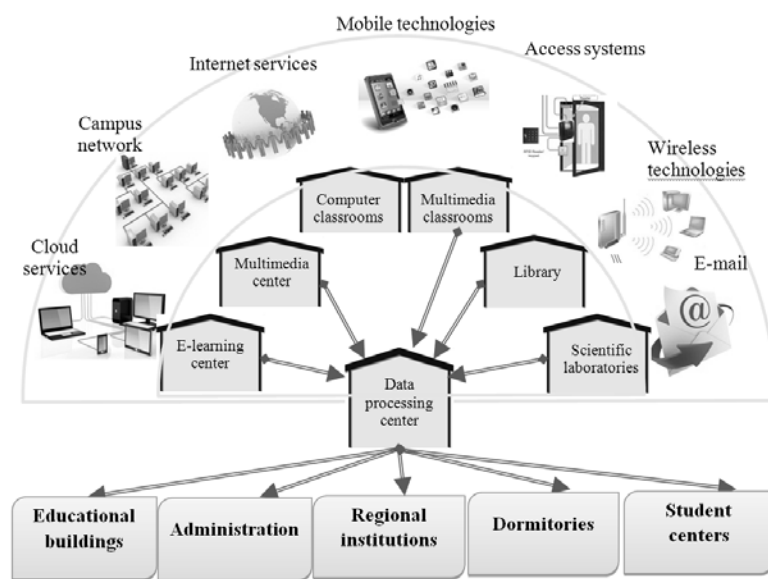 Mobile technologies
Access systems
Internet services
Campus
network
Wireless
technologies
Cloud
services
E-mail
@
Computer
classrooms
Multimedia
classrooms
Multimedia
center
Library
E-learning
center
Scientific
laboratories
Data
processing
center
Educational
buildings
Administration
Regional
institutions
Dormitories
Student
centers